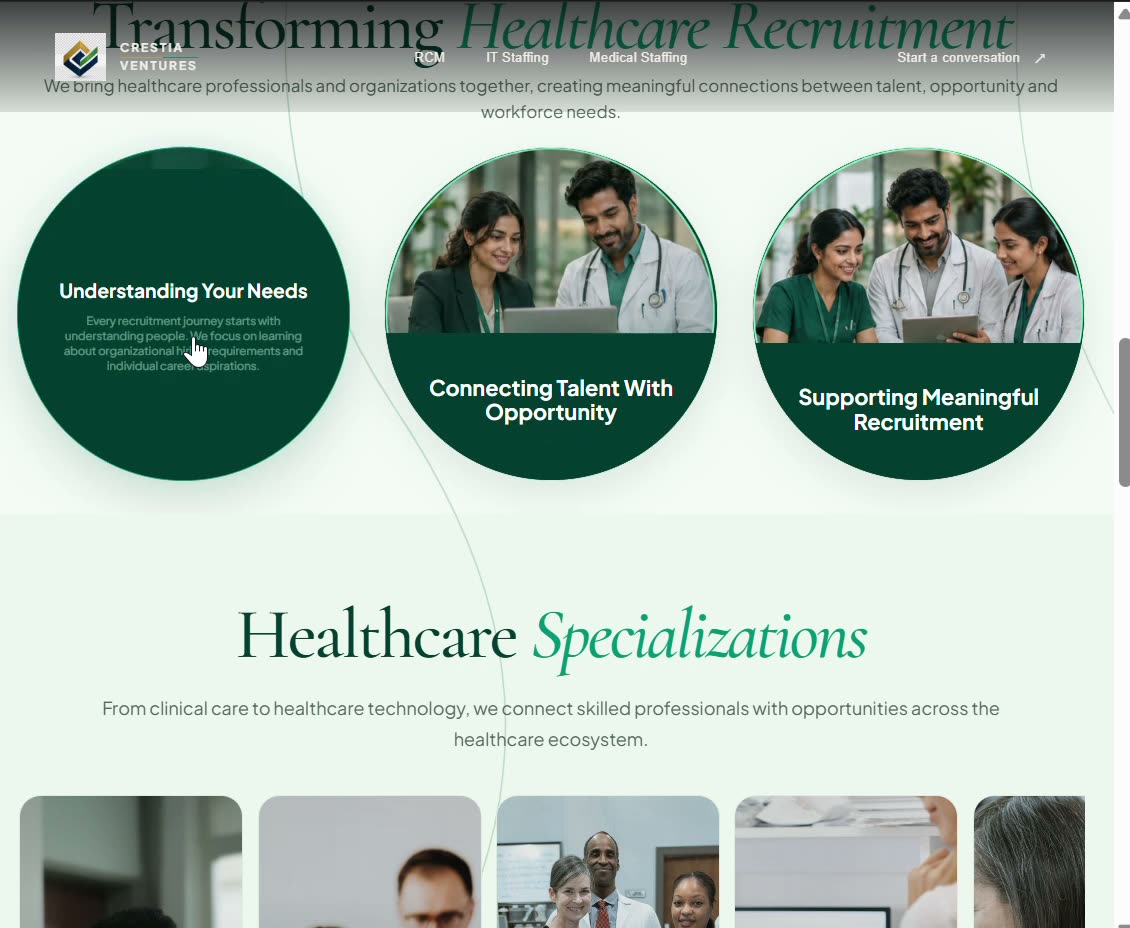 Transforming Healthcare Recruitment
CRESTIA
VENTURES
RCM
IT Staffing
Medical Staffing
Start a conversation ↗
We bring healthcare professionals and organizations together, creating meaningful connections between talent, opportunity and
workforce needs.
Understanding Your Needs
Every recruitment journey starts with
understanding people. We focus on learning
about organizational hiring requirements and
individual career aspirations.
Connecting Talent With
Opportunity
Supporting Meaningful
Recruitment
Healthcare Specializations
From clinical care to healthcare technology, we connect skilled professionals with opportunities across the
healthcare ecosystem.